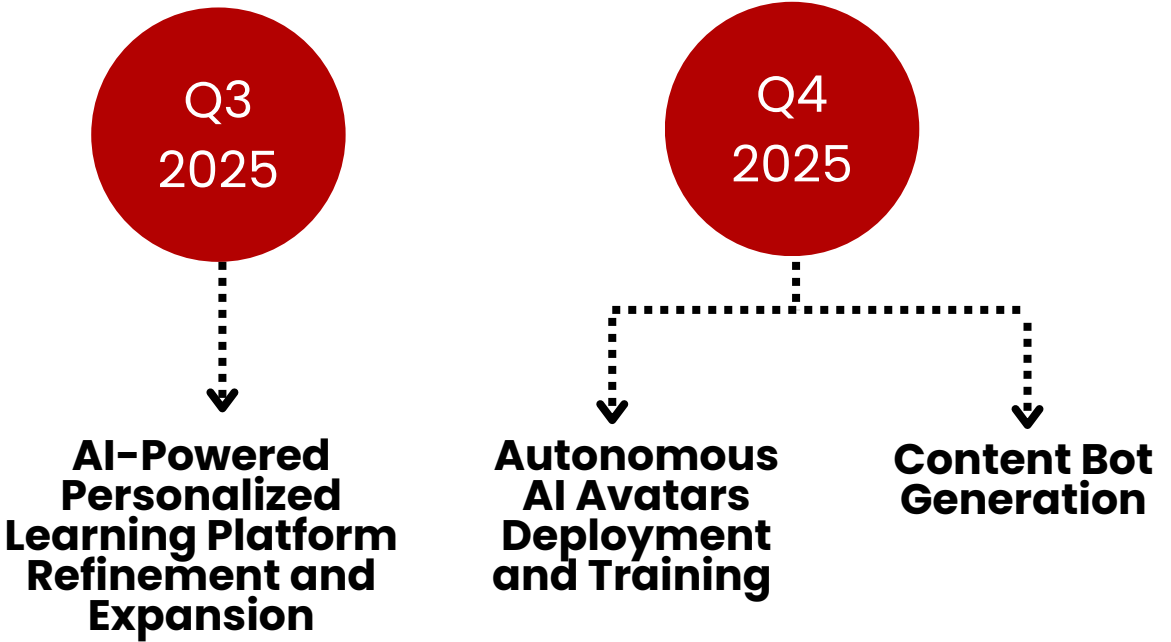 Q3
2025
AI-Powered
Personalized
Learning Platform
Refinement and
Expansion
Q4
2025
Autonomous
AI Avatars
Deployment
and Training
Content Bot
Generation